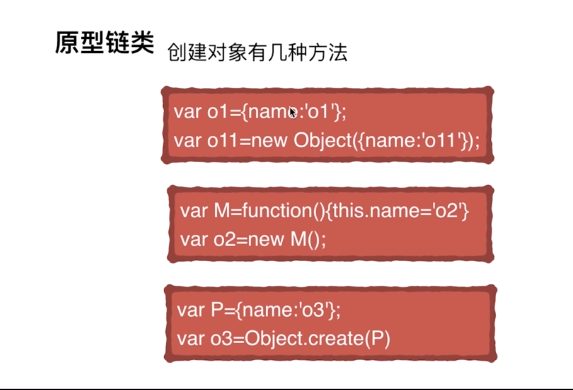 原型链类
创建对象有几种方法
var o1={name:'o1'};
var o11=new Object({name:'o11'});
var M=function(){this.name='o2'}
var o2=new M();
var P={name:'o3'};
var o3=Object.create(P)